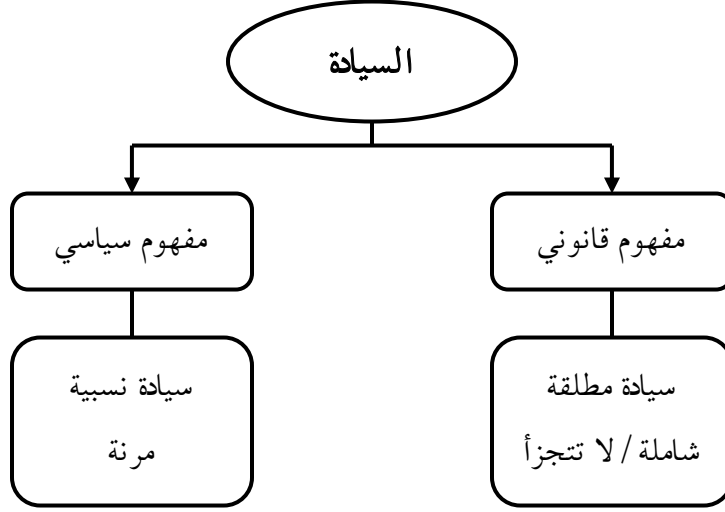 السيادة
مفهوم قانوني
مفهوم سياسي
سيادة مطلقة
شاملة / لا تتجزأ
سيادة نسبية
مرنة